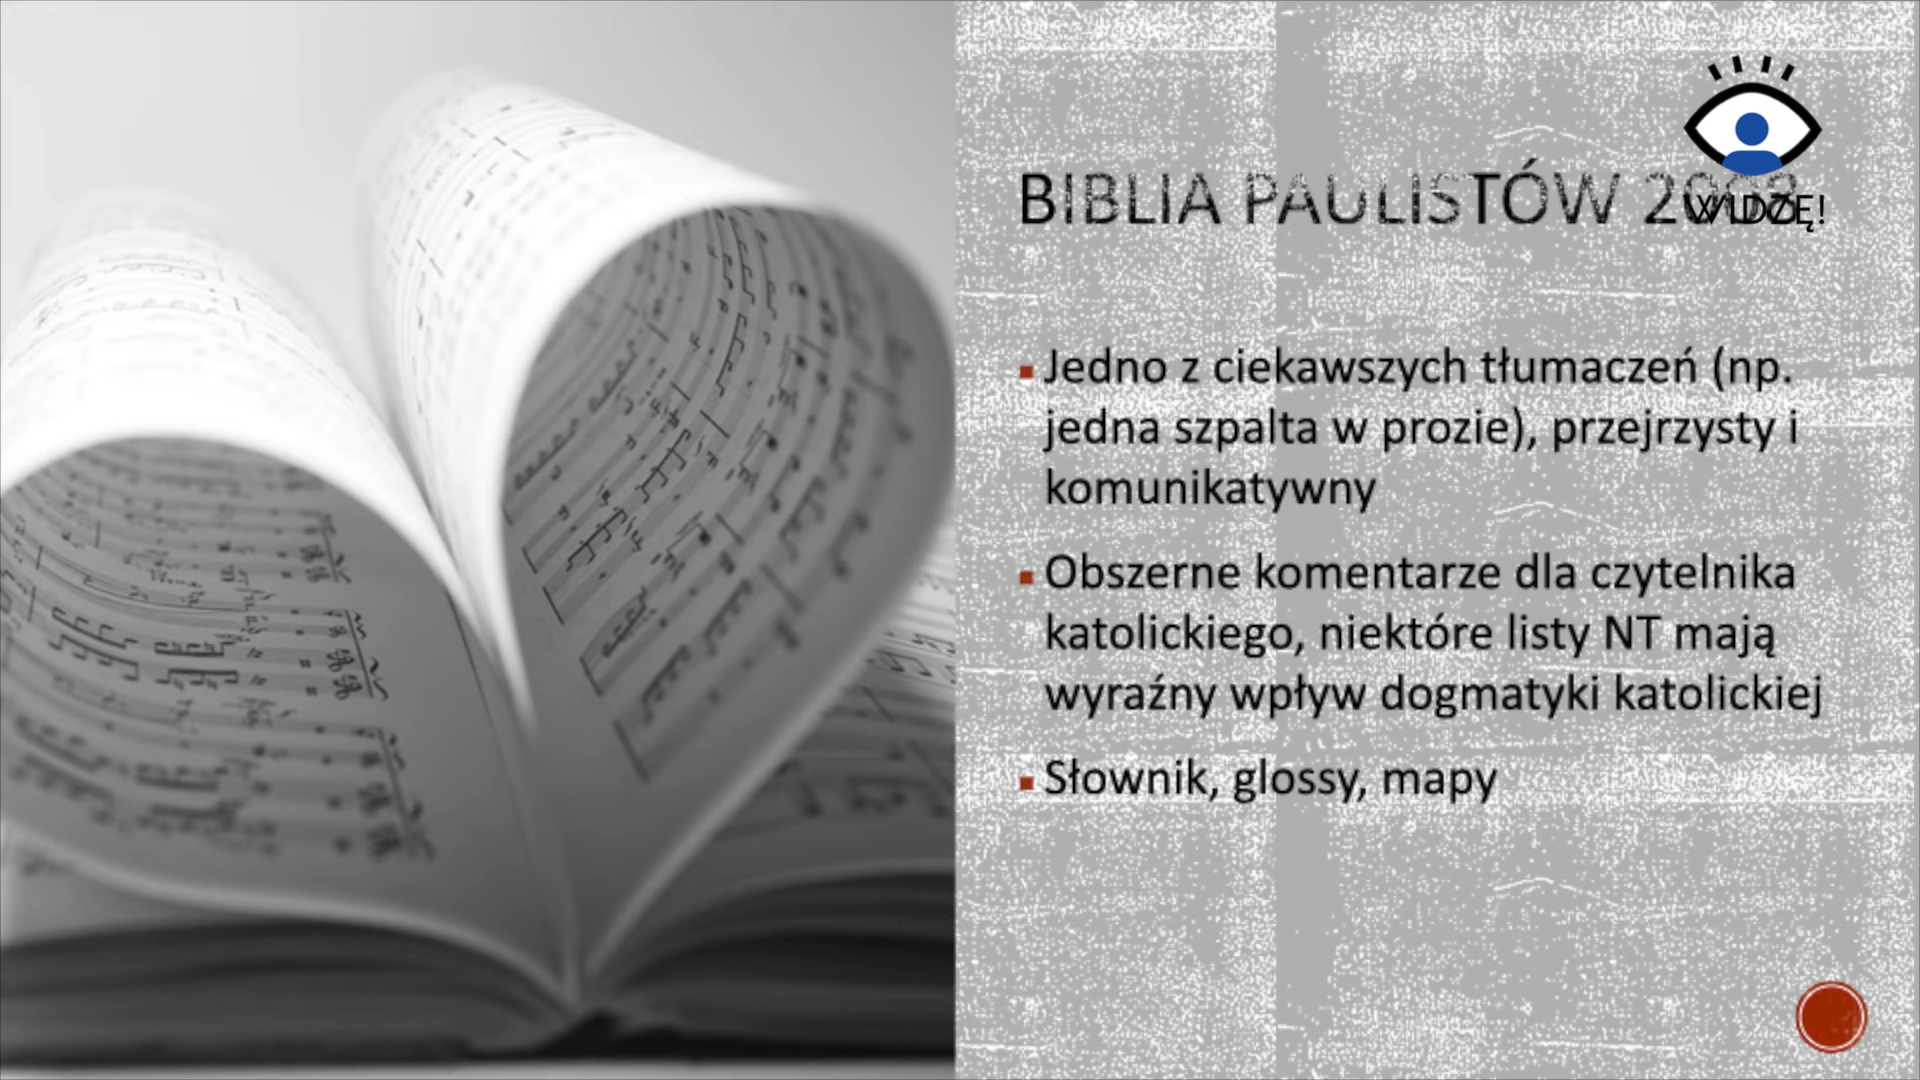 BIBLIA PAULISTÓW 2008
WIDZĘ!
Jedno z ciekawszych tłumaczeń (np.
jedna szpalta w prozie), przejrzysty i
komunikatywny
Obszerne komentarze dla czytelnika
katolickiego, niektóre listy NT mają
wyraźny wpływ dogmatyki katolickiej
Słownik, glossy, mapy